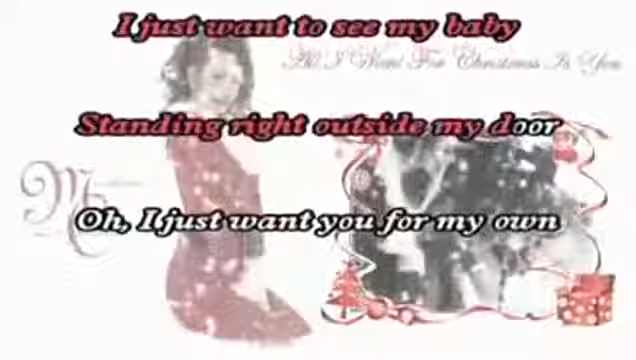 I just want to see my baby
All I Want For Christmas Is You
Standing right outside my door
Oh, I just want you for my own